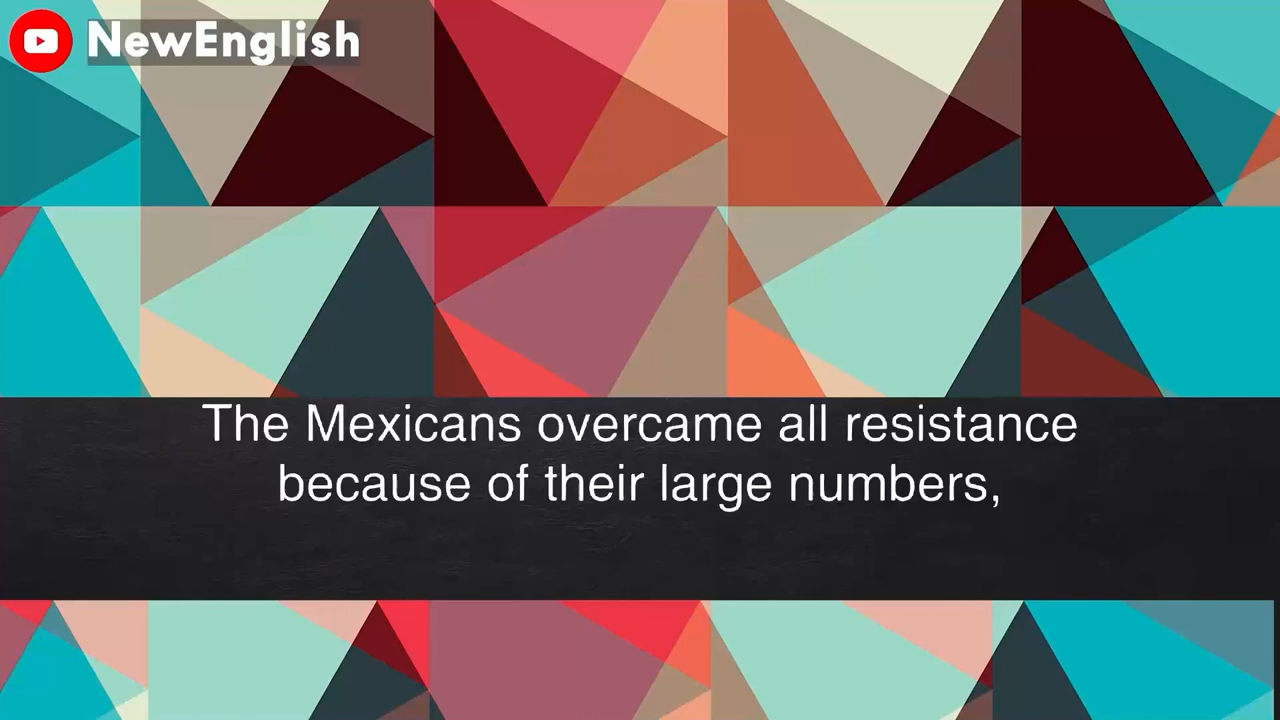 NewEnglish
The Mexicans overcame all resistance
because of their large numbers,